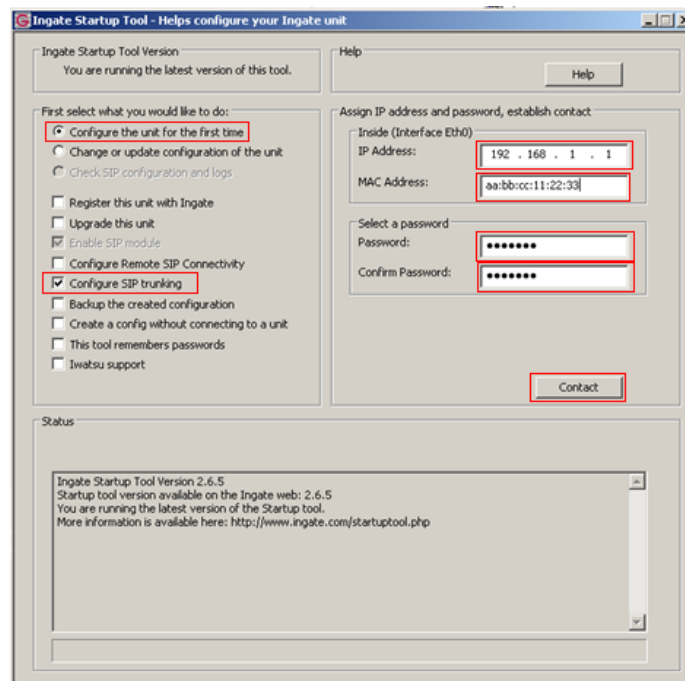 Ingate Startup Tool - Helps configure your Ingate unit
Ingate Startup Tool Version
You are running the latest version of this tool.
Help
Help
First select what you would like to do:
Configure the unit for the first time
Change or update configuration of the unit
Check SIP configuration and logs
Register this unit with Ingate
Upgrade this unit
Enable SIP module
Configure Remote SIP Connectivity
Configure SIP trunking
Backup the created configuration
Create a config without connecting to a unit
This tool remembers passwords
Iwatsu support
Assign IP address and password, establish contact
Inside (Interface Eth0)
IP Address:
192 . 168 . 1 . 1
MAC Address:
aa:bb:cc:11:22:33
Select a password
Password:
•••••••
Confirm Password:
•••••••
Contact
Status
Ingate Startup Tool Version 2.6.5
Startup tool version available on the Ingate web: 2.6.5
You are running the latest version of the Startup tool.
More information is available here: http://www.ingate.com/startuptool.php